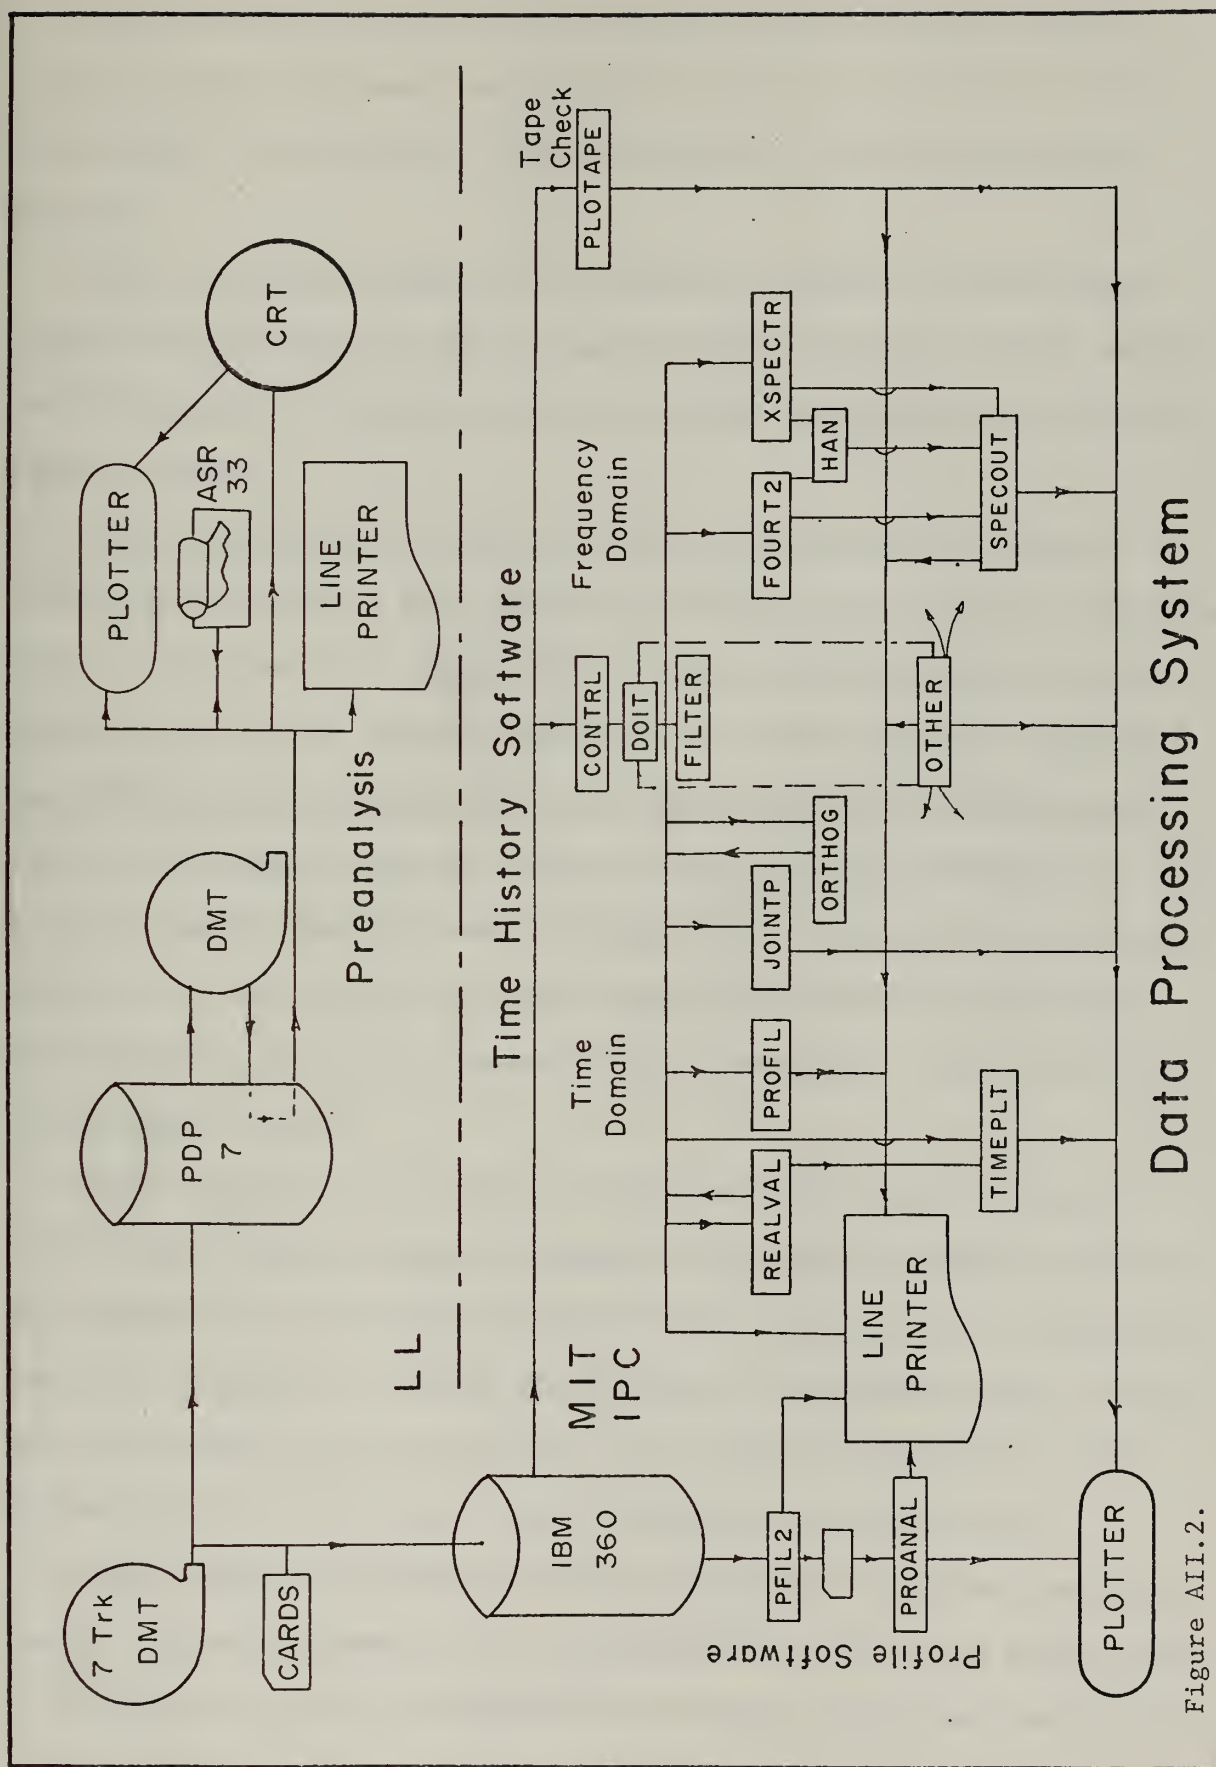 7 Trk
DMT
CARDS
PDP
7
DMT
PLOTTER
ASR
33
CRT
LINE
PRINTER
Preanalysis
LL
MIT
IPC
Time History Software
Tape
Check
PLOTAPE
IBM
360
Time
Domain
Frequency
Domain
CONTRL
DOIT
FILTER
REALVAL
PROFIL
JOINTP
ORTHOG
FOURT2
HAN
XSPECTR
Profile Software
PFIL2
PROANAL
LINE
PRINTER
TIMEPLT
OTHER
SPECOUT
PLOTTER
Data Processing System
Figure AII.2.